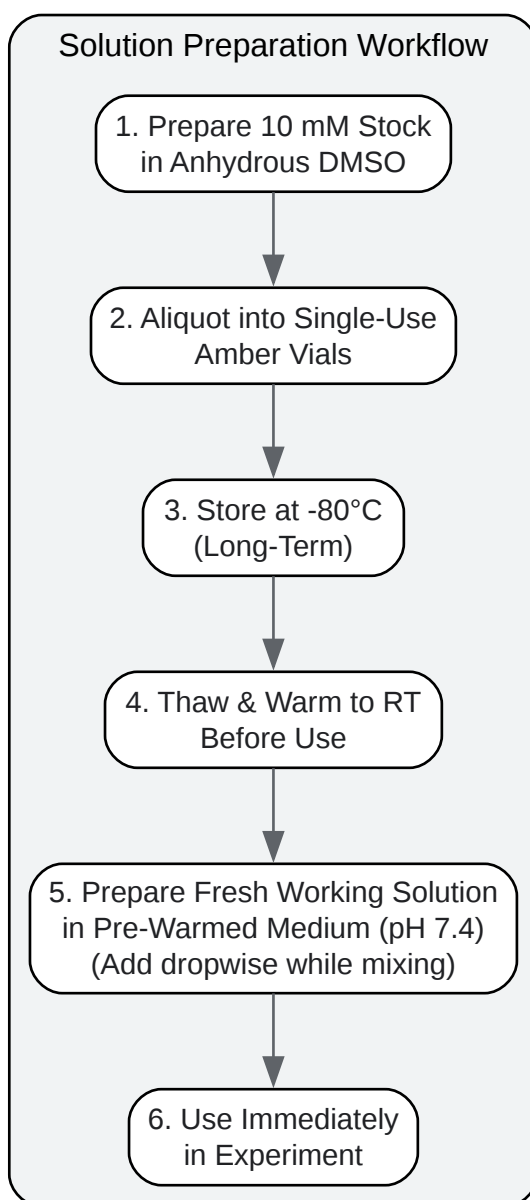 Solution Preparation Workflow
1. Prepare 10 mM Stock
in Anhydrous DMSO
2. Aliquot into Single-Use
Amber Vials
3. Store at -80°C
(Long-Term)
4. Thaw & Warm to RT
Before Use
5. Prepare Fresh Working Solution
in Pre-Warmed Medium (pH 7.4)
(Add dropwise while mixing)
6. Use Immediately
in Experiment